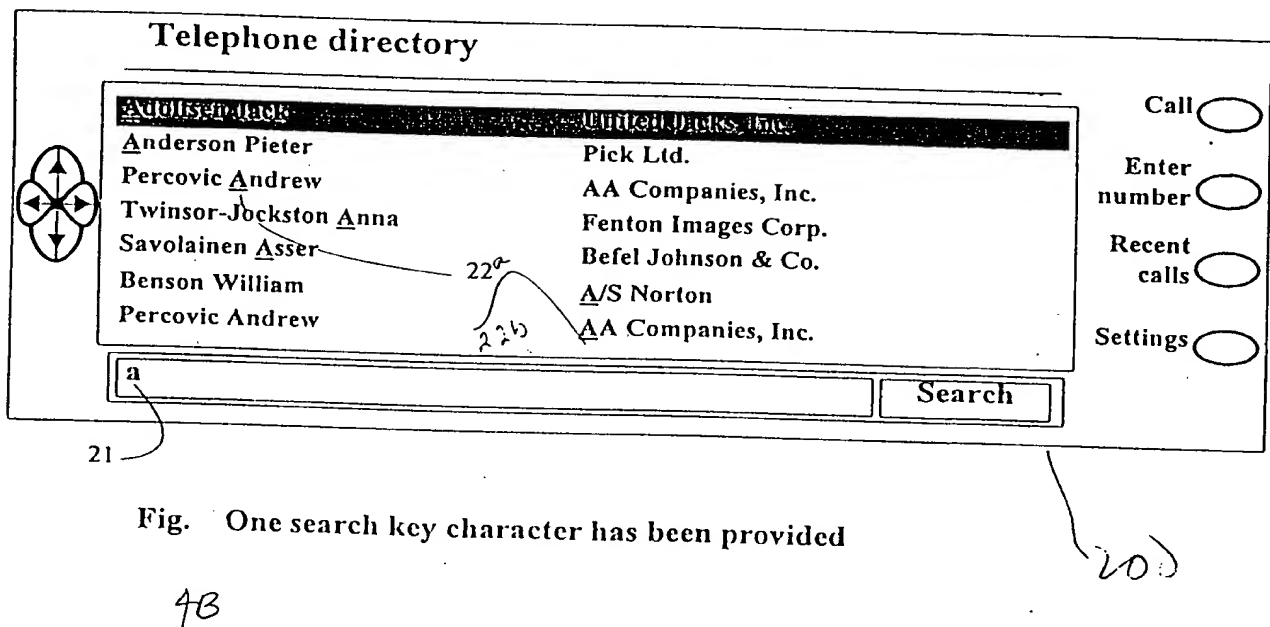 Telephone directory
Adolfsen Jack United Jacks, Inc.
Anderson Pieter Pick Ltd.
Percovic Andrew AA Companies, Inc.
Twinsor-Jockston Anna Fenton Images Corp.
Savolainen Asser Befel Johnson & Co.
Benson William A/S Norton
Percovic Andrew AA Companies, Inc.
22a
22b
a Search
Call
Enter
number
Recent
calls
Settings
21
Fig. One search key character has been provided
20
4B